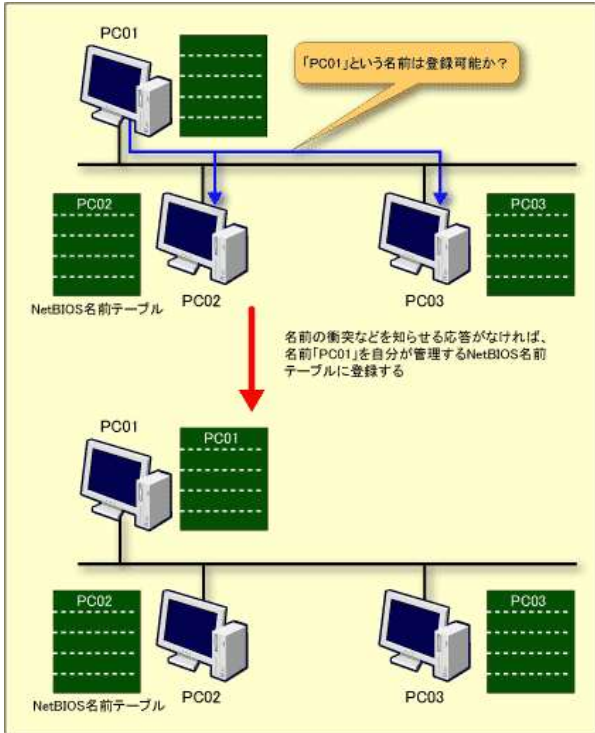 PC01
「PC01」という名前は登録可能か？
PC02
PC03
NetBIOS名前テーブル
PC02
PC03
名前の衝突などを知らせる応答がなければ、
名前「PC01」を自分が管理するNetBIOS名前
テーブルに登録する
PC01
PC01
PC02
PC03
NetBIOS名前テーブル
PC02
PC03